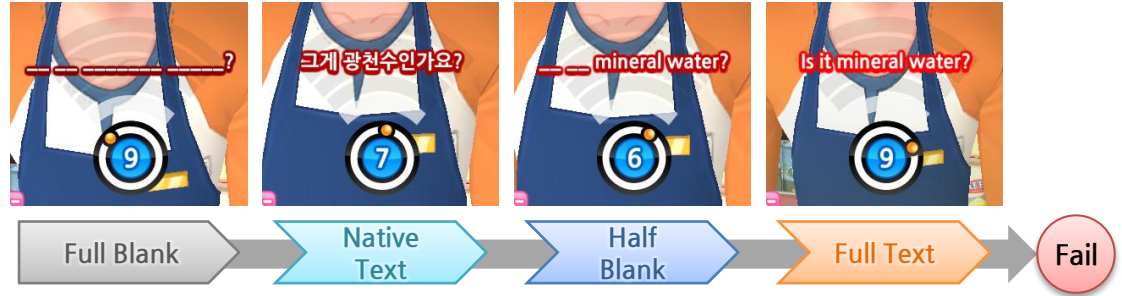 __ __ _______ _____?
9
그게 광천수인가요?
7
__ __ mineral water?
6
Is it mineral water?
9
Full Blank
Native
Text
Half
Blank
Full Text
Fail